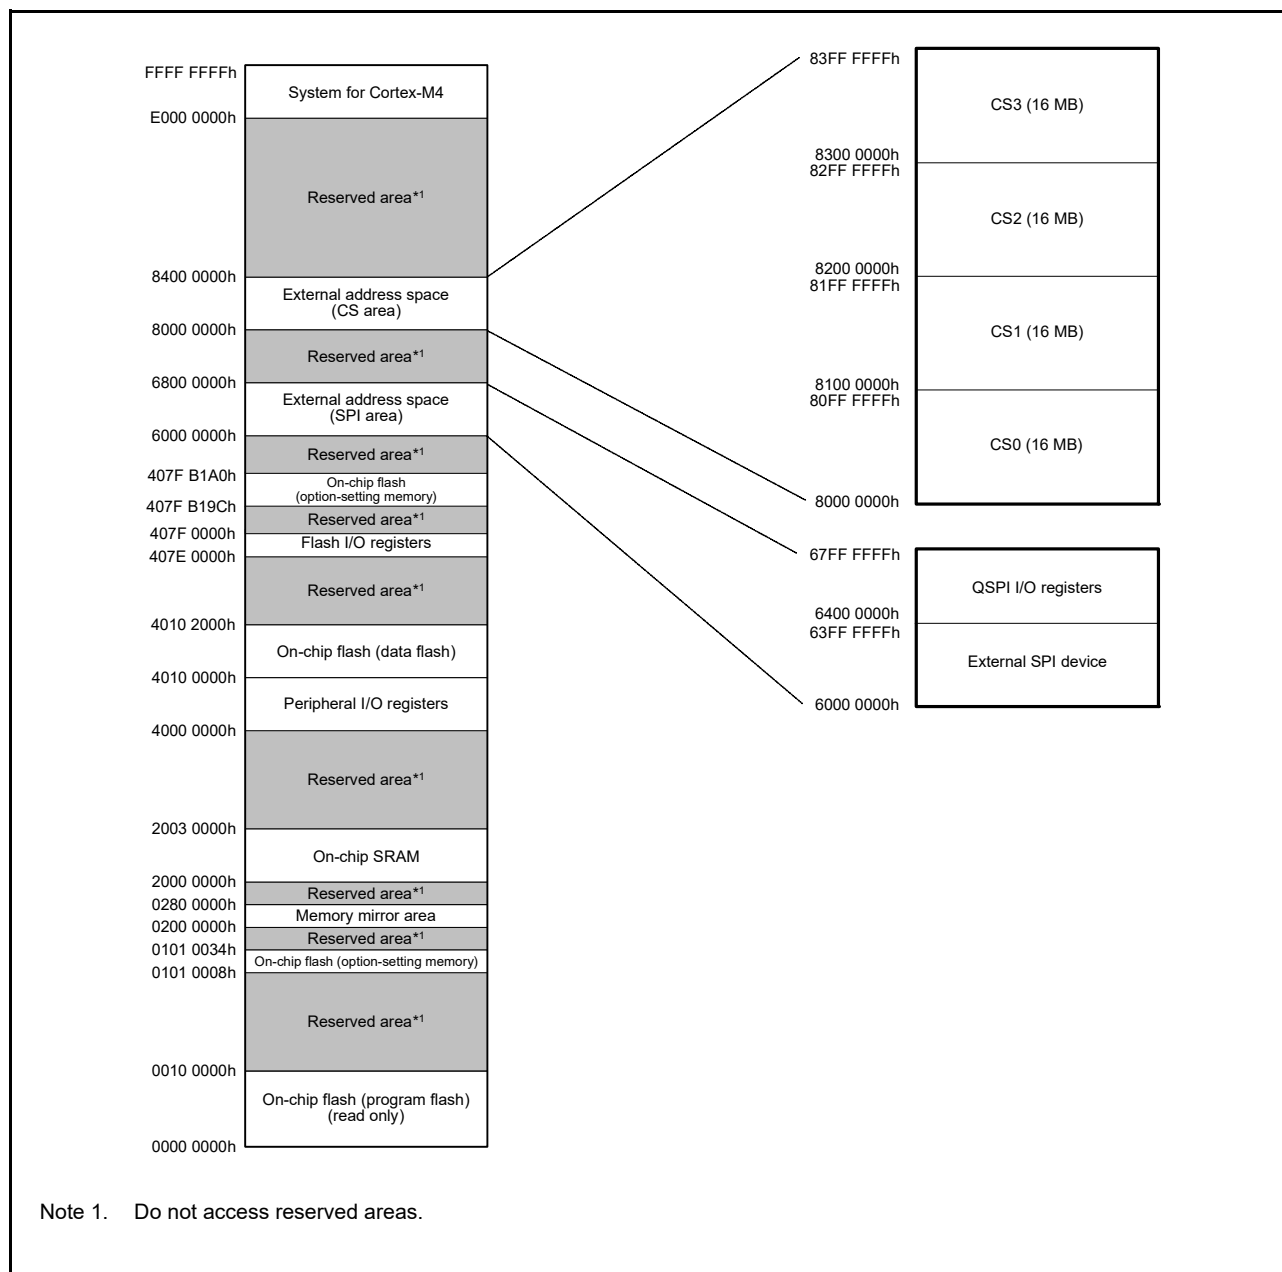 FFFF FFFFh
System for Cortex-M4
E000 0000h
Reserved area*1
8400 0000h
External address space
(CS area)
8000 0000h
Reserved area*1
6800 0000h
External address space
(SPI area)
6000 0000h
Reserved area*1
407F B1A0h
On-chip flash
(option-setting memory)
407F B19Ch
Reserved area*1
407F 0000h
Flash I/O registers
407E 0000h
Reserved area*1
4010 2000h
On-chip flash (data flash)
4010 0000h
Peripheral I/O registers
4000 0000h
Reserved area*1
2003 0000h
On-chip SRAM
2000 0000h
Reserved area*1
0280 0000h
Memory mirror area
0200 0000h
Reserved area*1
0101 0034h
On-chip flash (option-setting memory)
0101 0008h
Reserved area*1
0010 0000h
On-chip flash (program flash)
(read only)
0000 0000h
83FF FFFFh
CS3 (16 MB)
8300 0000h
82FF FFFFh
CS2 (16 MB)
8200 0000h
81FF FFFFh
CS1 (16 MB)
8100 0000h
80FF FFFFh
CS0 (16 MB)
8000 0000h
67FF FFFFh
QSPI I/O registers
6400 0000h
63FF FFFFh
External SPI device
6000 0000h
Note 1. Do not access reserved areas.